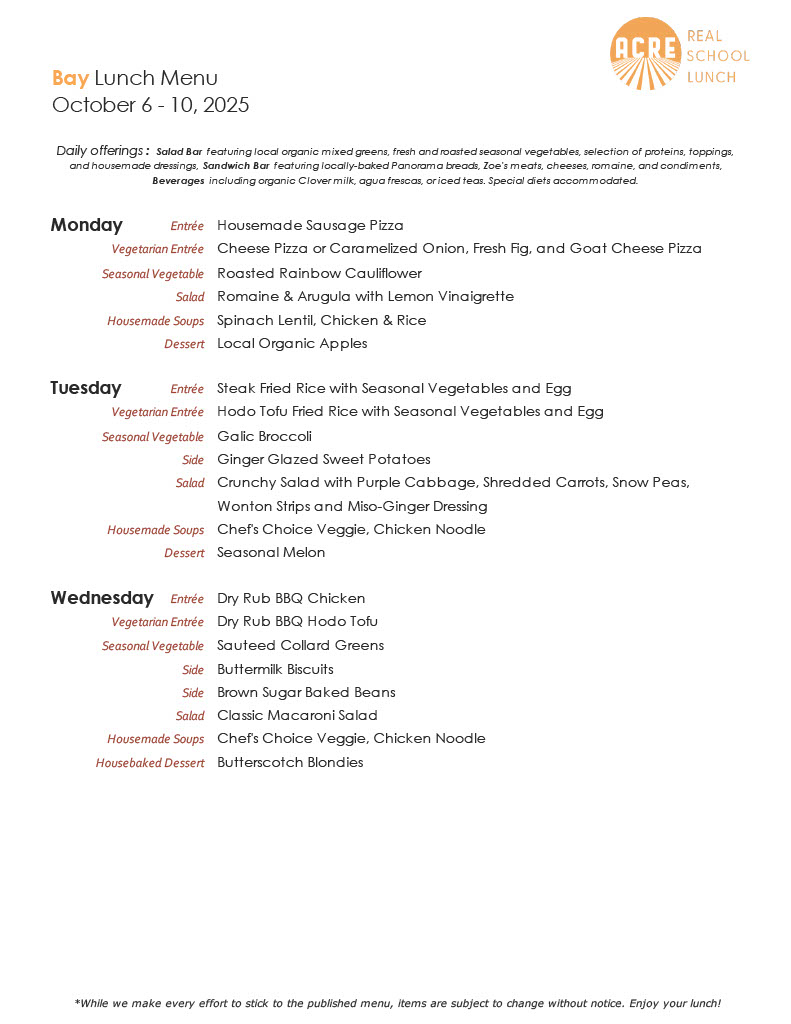 ACRE
REAL
SCHOOL
LUNCH
Bay Lunch Menu
October 6 - 10, 2025
Daily offerings : Salad Bar featuring local organic mixed greens, fresh and roasted seasonal vegetables, selection of proteins, toppings,
and housemade dressings, Sandwich Bar featuring locally-baked Panorama breads, Zoe's meats, cheeses, romaine, and condiments,
Beverages including organic Clover milk, agua frescas, or iced teas. Special diets accommodated.
Monday Entrée Housemade Sausage Pizza
Vegetarian Entrée Cheese Pizza or Caramelized Onion, Fresh Fig, and Goat Cheese Pizza
Seasonal Vegetable Roasted Rainbow Cauliflower
Salad Romaine & Arugula with Lemon Vinaigrette
Housemade Soups Spinach Lentil, Chicken & Rice
Dessert Local Organic Apples
Tuesday Entrée Steak Fried Rice with Seasonal Vegetables and Egg
Vegetarian Entrée Hodo Tofu Fried Rice with Seasonal Vegetables and Egg
Seasonal Vegetable Galic Broccoli
Side Ginger Glazed Sweet Potatoes
Salad Crunchy Salad with Purple Cabbage, Shredded Carrots, Snow Peas,
Wonton Strips and Miso-Ginger Dressing
Housemade Soups Chef's Choice Veggie, Chicken Noodle
Dessert Seasonal Melon
Wednesday Entrée Dry Rub BBQ Chicken
Vegetarian Entrée Dry Rub BBQ Hodo Tofu
Seasonal Vegetable Sauteed Collard Greens
Side Buttermilk Biscuits
Side Brown Sugar Baked Beans
Salad Classic Macaroni Salad
Housemade Soups Chef's Choice Veggie, Chicken Noodle
Housebaked Dessert Butterscotch Blondies
*While we make every effort to stick to the published menu, items are subject to change without notice. Enjoy your lunch!